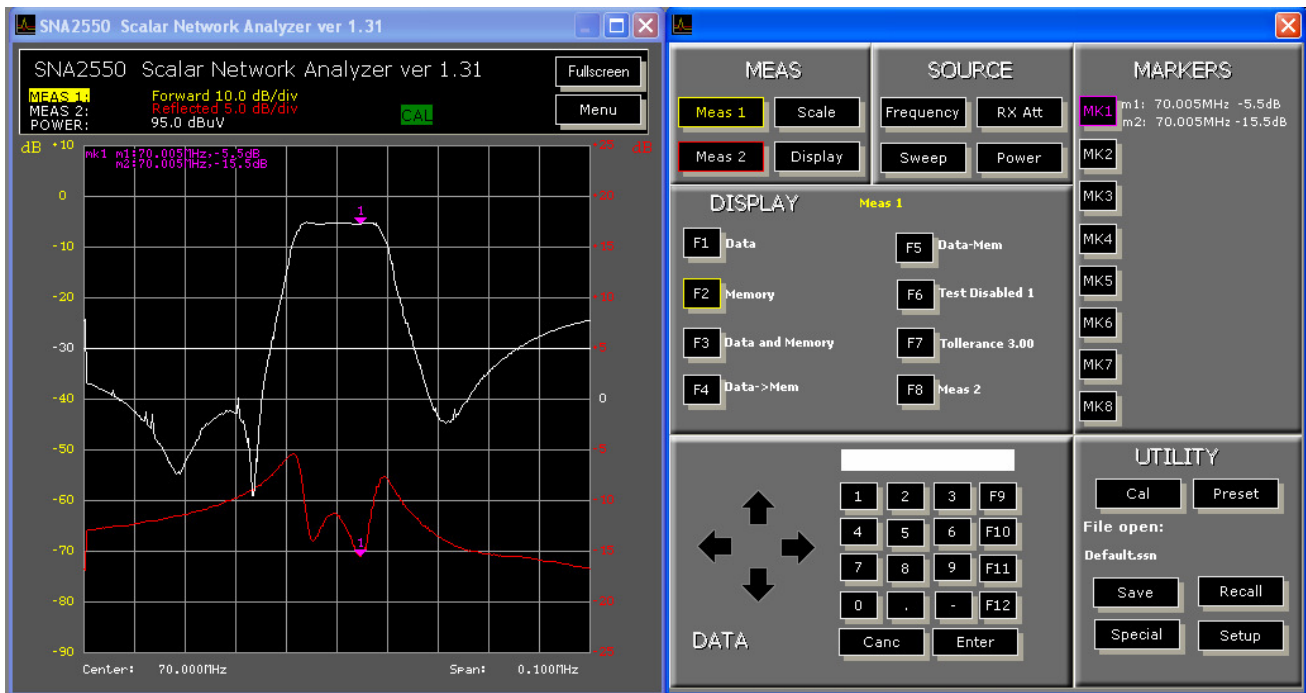 SNA2550 Scalar Network Analyzer ver 1.31
SNA2550 Scalar Network Analyzer ver 1.31
Fullscreen
MEAS 1: Forward 10.0 dB/div
MEAS 2: Reflected 5.0 dB/div
POWER: 95.0 dBuV
CAL
Menu
dB +10
+25 dB
mk1 m1:70.005MHz,-5.5dB
m2:70.005MHz,-15.5dB
0
+20
1
-10
+15
-20
+10
-30
+5
-40
0
-50
-5
-60
-10
-70
1
-15
-80
-20
-90
-25
Center: 70.000MHz
Span: 0.100MHz
MEAS
Meas 1
Scale
Meas 2
Display
SOURCE
Frequency
RX Att
Sweep
Power
MARKERS
MK1
m1: 70.005MHz -5.5dB
m2: 70.005MHz -15.5dB
MK2
MK3
MK4
MK5
MK6
MK7
MK8
DISPLAY
Meas 1
F1 Data
F5 Data-Mem
F2 Memory
F6 Test Disabled 1
F3 Data and Memory
F7 Tollerance 3.00
F4 Data->Mem
F8 Meas 2
DATA
1 2 3 F9
4 5 6 F10
7 8 9 F11
0 . - F12
Canc Enter
UTILITY
Cal
Preset
File open:
Default.ssn
Save
Recall
Special
Setup